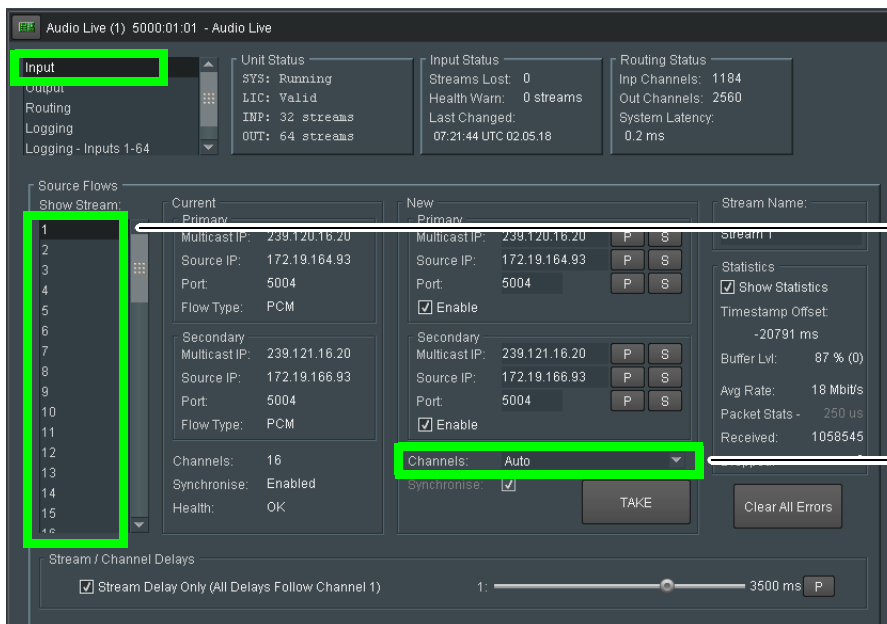 Audio Live (1) 5000:01:01 - Audio Live
Input
Output
Routing
Logging
Logging - Inputs 1-64
Unit Status
SYS: Running
LIC: Valid
INP: 32 streams
OUT: 64 streams
Input Status
Streams Lost: 0
Health Warn: 0 streams
Last Changed:
07:21:44 UTC 02.05.18
Routing Status
Inp Channels: 1184
Out Channels: 2560
System Latency:
0.2 ms
Source Flows
Show Stream:
1
2
3
4
5
6
7
8
9
10
11
12
13
14
15
16
Current
Primary
Multicast IP: 239.120.16.20
Source IP: 172.19.164.93
Port: 5004
Flow Type: PCM
Secondary
Multicast IP: 239.121.16.20
Source IP: 172.19.166.93
Port: 5004
Flow Type: PCM
Channels: 16
Synchronise: Enabled
Health: OK
New
Primary
Multicast IP: 239.120.16.20 P S
Source IP: 172.19.164.93 P S
Port: 5004 P S
Enable
Secondary
Multicast IP: 239.121.16.20 P S
Source IP: 172.19.166.93 P S
Port: 5004 P S
Enable
Channels: Auto
Synchronise:
TAKE
Stream Name:
Stream 1
Statistics
Show Statistics
Timestamp Offset:
-20791 ms
Buffer Lvl: 87 % (0)
Avg Rate: 18 Mbit/s
Packet Stats - 250 us
Received: 1058545
Clear All Errors
Stream / Channel Delays
Stream Delay Only (All Delays Follow Channel 1)
1: 3500 ms P